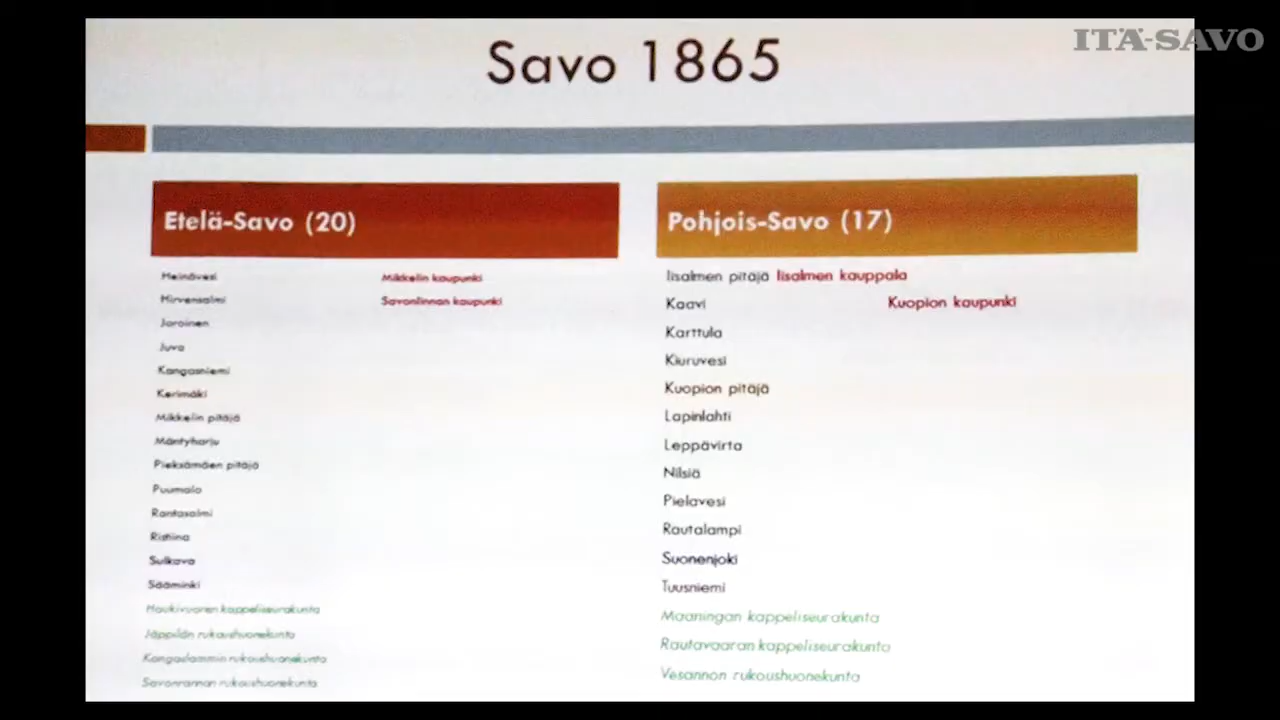 ITÄ-SAVO
Savo 1865
Etelä-Savo (20)
Heinävesi
Hirvensalmi
Joroinen
Juva
Kangasniemi
Kerimäki
Mikkelin pitäjä
Mäntyharju
Pieksämäen pitäjä
Puumala
Rantasalmi
Ristiina
Sulkava
Sääminki
Haukivuoren kappeliseurakunta
Jäppilän rukoushuonekunta
Kangaslammin rukoushuonekunta
Savonrannan rukoushuonekunta
Mikkelin kaupunki
Savonlinnan kaupunki
Pohjois-Savo (17)
Iisalmen pitäjä Iisalmen kauppala
Kaavi
Kuopion kaupunki
Karttula
Kiuruvesi
Kuopion pitäjä
Lapinlahti
Leppävirta
Nilsiä
Pielavesi
Rautalampi
Suonenjoki
Tuusniemi
Maaningan kappeliseurakunta
Rautavaaran kappeliseurakunta
Vesannon rukoushuonekunta